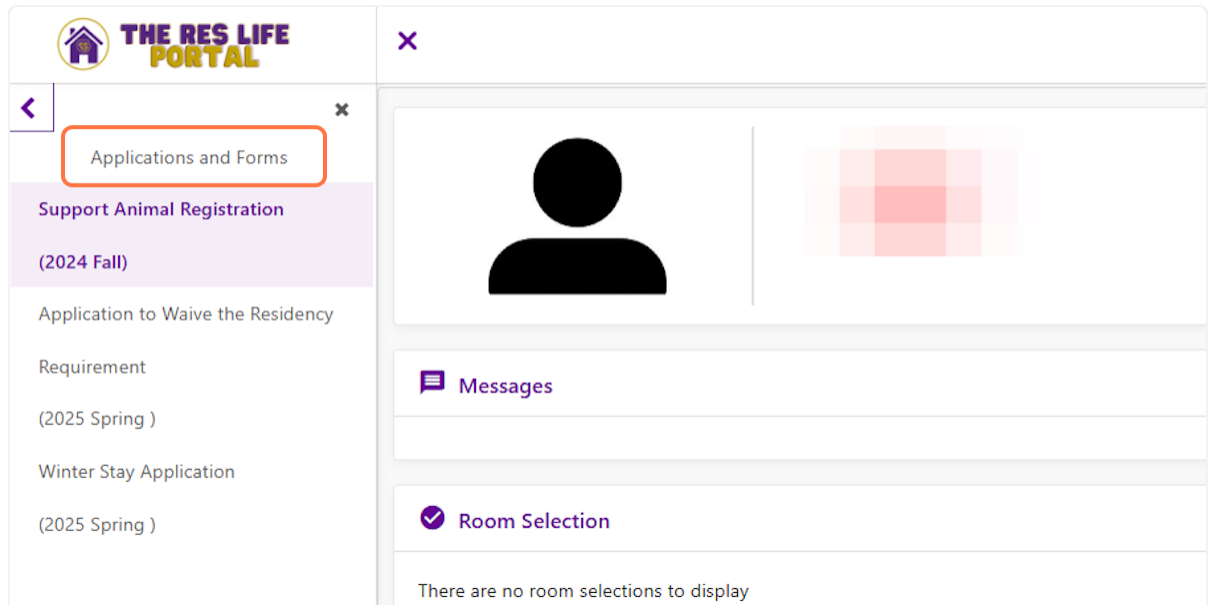 THE RES LIFE
PORTAL
Applications and Forms
Support Animal Registration
(2024 Fall)
Application to Waive the Residency
Requirement
(2025 Spring )
Winter Stay Application
(2025 Spring )
Messages
Room Selection
There are no room selections to display